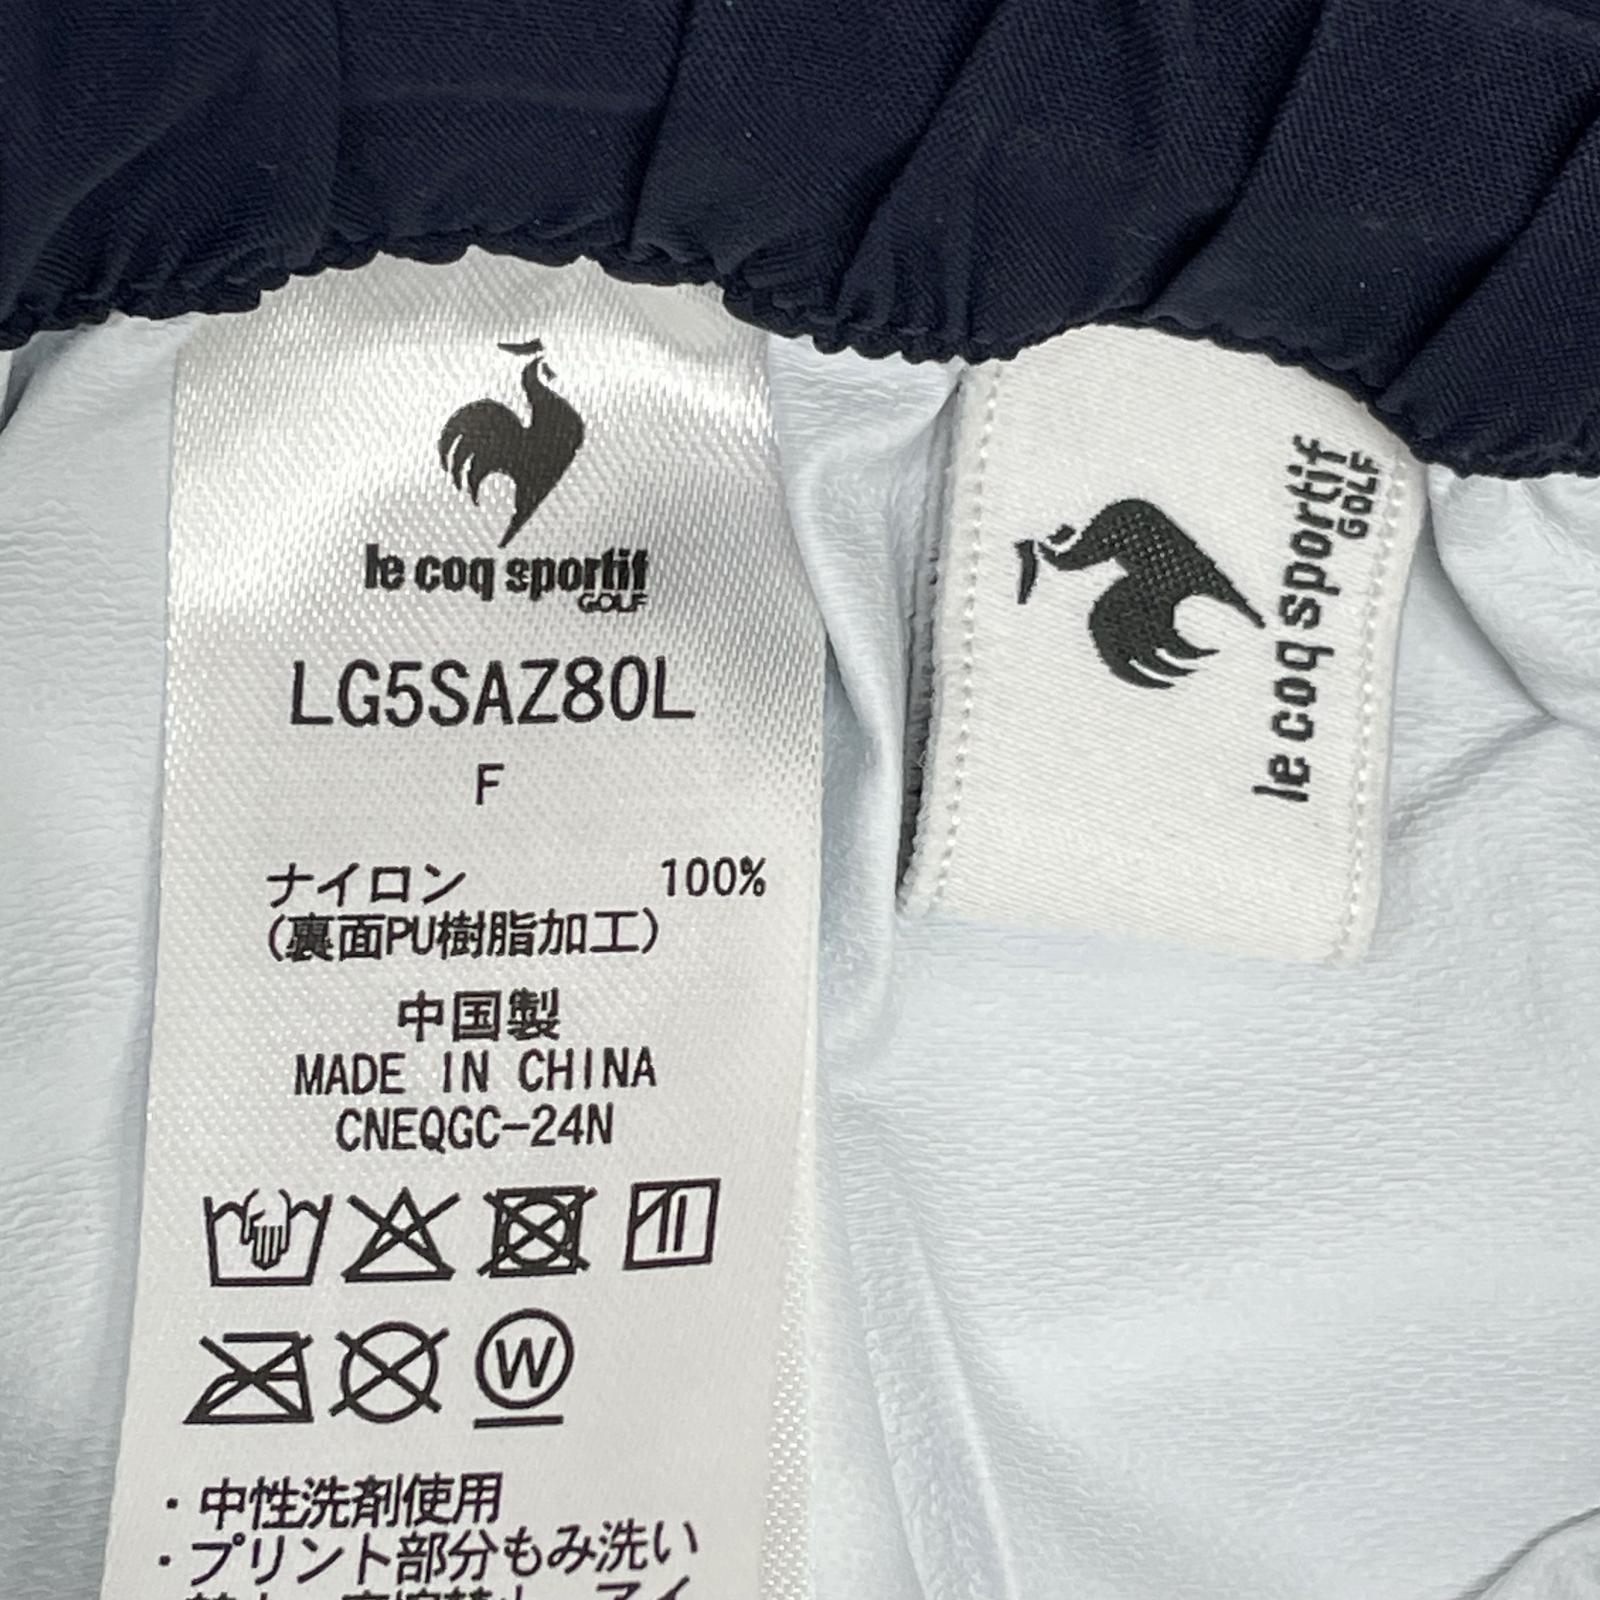 le coq sportif
GOLF
LG5SAZ80L
F
ナイロン 100%
(裏面PU樹脂加工)
中国製
MADE IN CHINA
CNEQGC-24N
W
・中性洗剤使用
・プリント部分もみ洗い
le coq sportif
GOLF